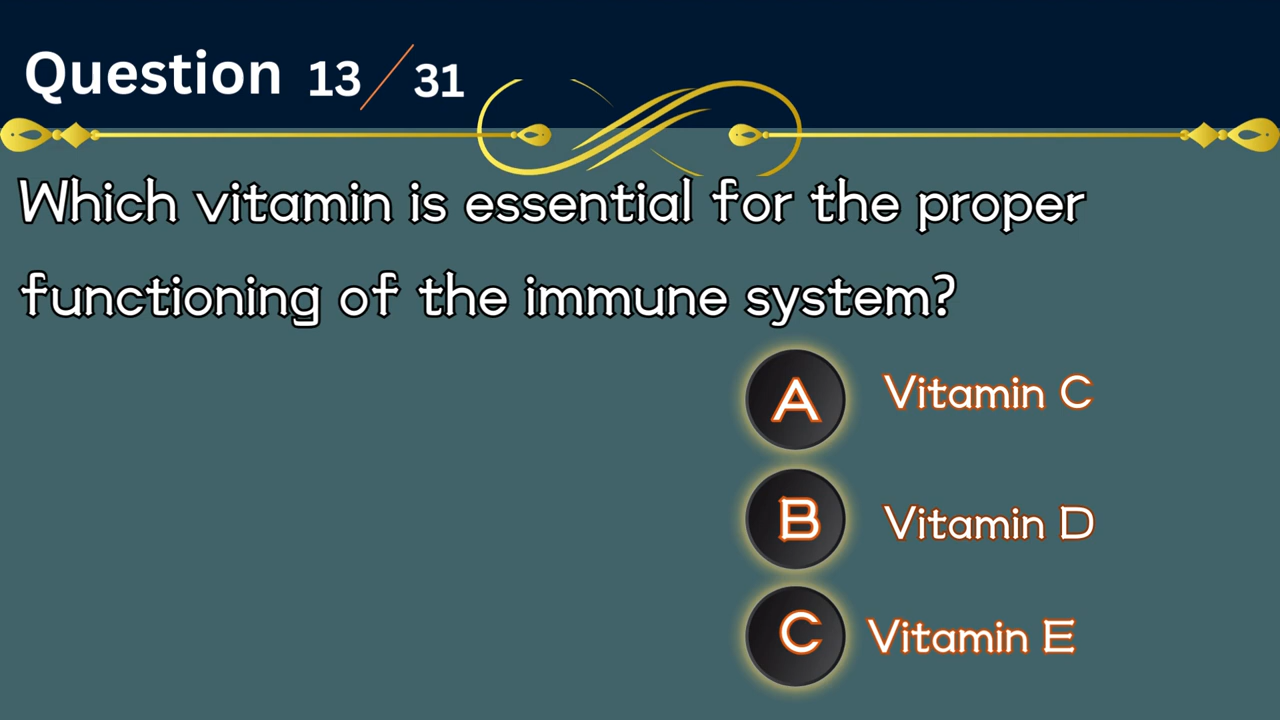 Question 13/31
Which vitamin is essential for the proper
functioning of the immune system?
A Vitamin C
B Vitamin D
C Vitamin E